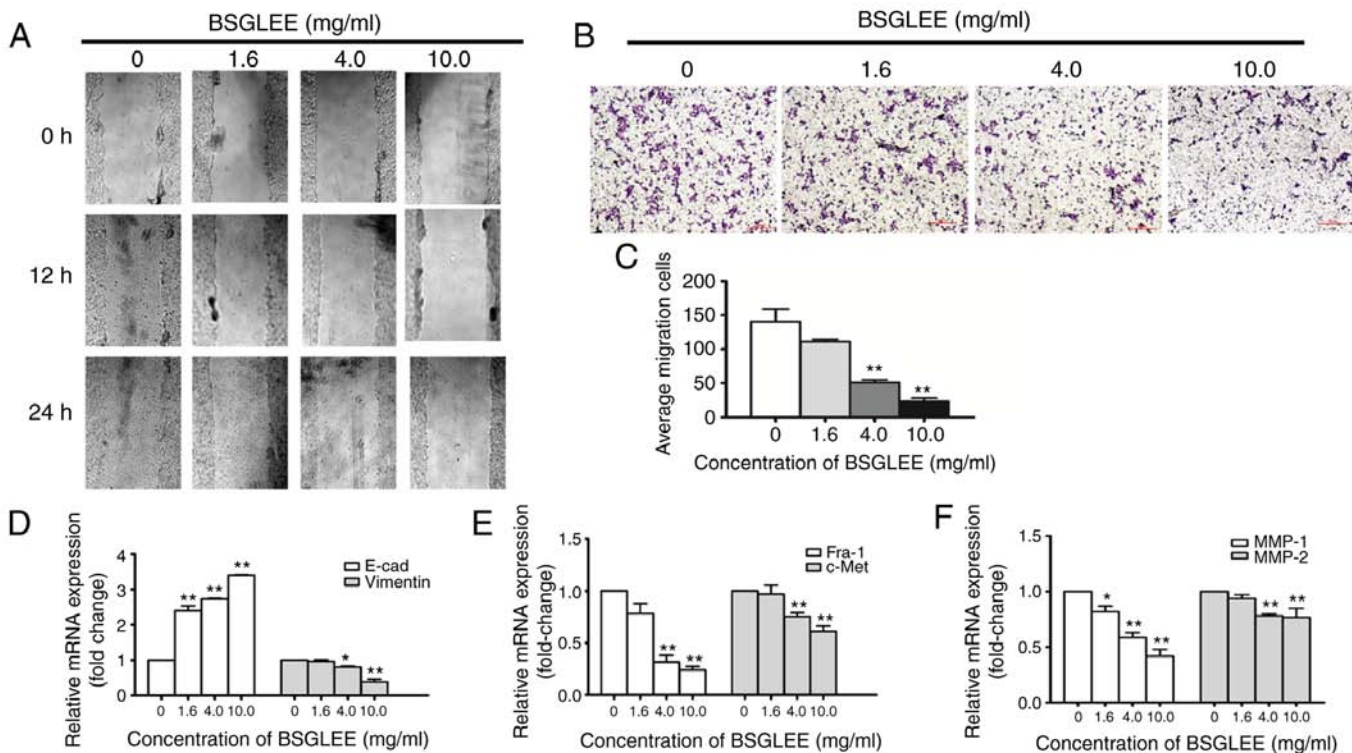 A
BSGLEE (mg/ml)
0 1.6 4.0 10.0
0 h
12 h
24 h
B
BSGLEE (mg/ml)
0 1.6 4.0 10.0
C
Average migration cells
200
150
100
50
0
** **
0 1.6 4.0 10.0
Concentration of BSGLEE (mg/ml)
D
Relative mRNA expression
(fold change)
4
3
2
1
0
E-cad
Vimentin
** ** ** * **
0 1.6 4.0 10.0 0 1.6 4.0 10.0
Concentration of BSGLEE (mg/ml)
E
Relative mRNA expression
(fold-change)
1.5
1.0
0.5
0.0
Fra-1
c-Met
** ** ** **
0 1.6 4.0 10.0 0 1.6 4.0 10.0
Concentration of BSGLEE (mg/ml)
F
Relative mRNA expression
(fold-change)
1.5
1.0
0.5
0.0
MMP-1
MMP-2
* ** ** ** **
0 1.6 4.0 10.0 0 1.6 4.0 10.0
Concentration of BSGLEE (mg/ml)